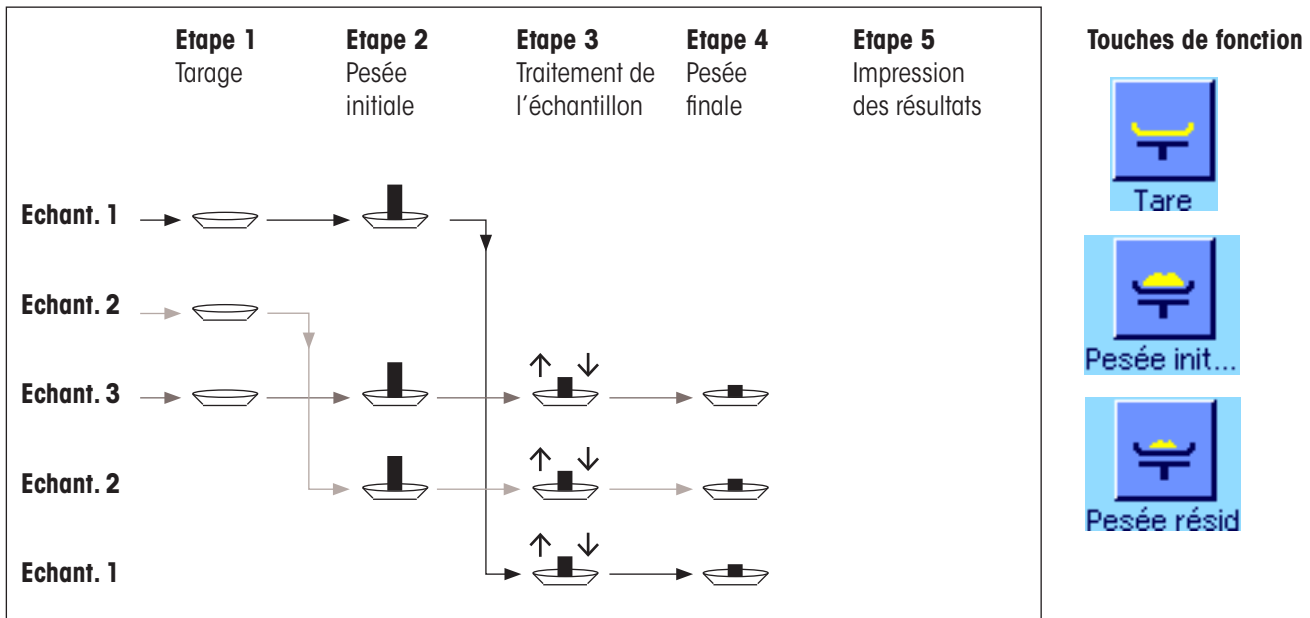 Etape 1
Tarage
Etape 2
Pesée
initiale
Etape 3
Traitement de
l'échantillon
Etape 4
Pesée
finale
Etape 5
Impression
des résultats
Touches de fonction
Echant. 1
Echant. 2
Echant. 3
Echant. 2
Echant. 1
Tare
Pesée init...
Pesée résid